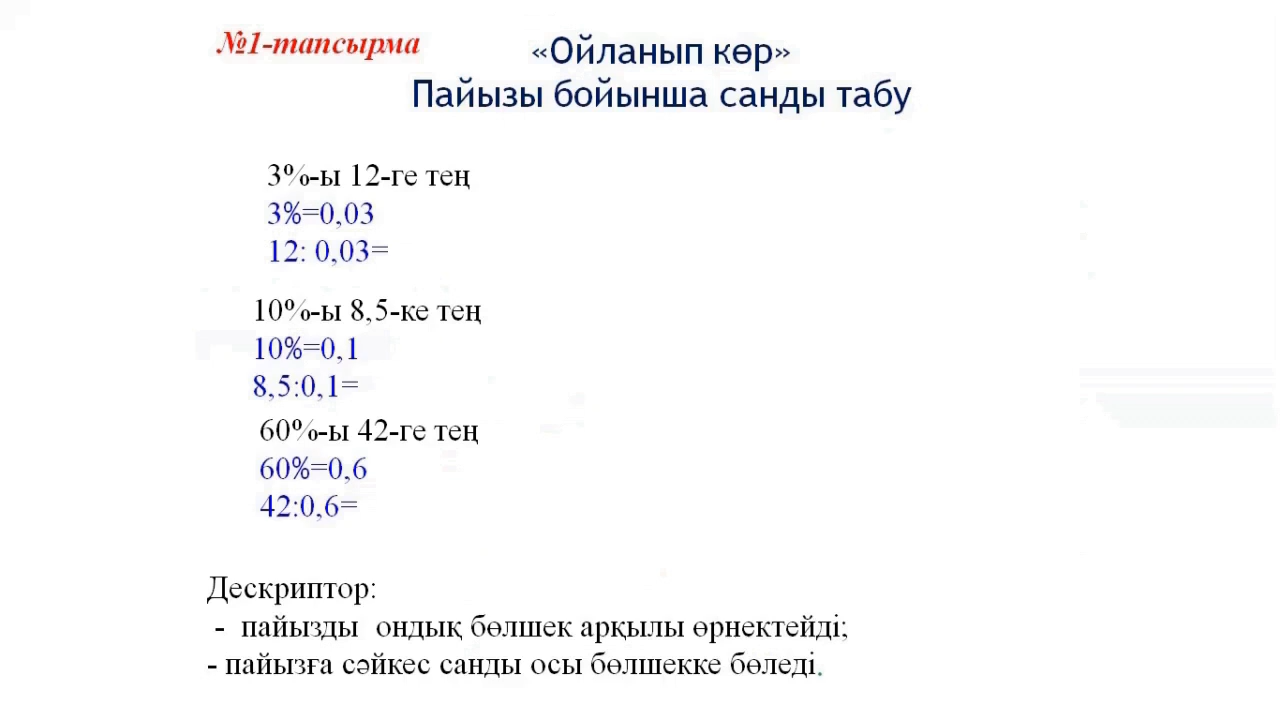 №1-тапсырма
«Ойланып көр»
Пайызы бойынша санды табу
3%-ы 12-ге тең
3%=0,03
12: 0,03=
10%-ы 8,5-ке тең
10%=0,1
8,5:0,1=
60%-ы 42-ге тең
60%=0,6
42:0,6=
Дескриптор:
- пайызды ондық бөлшек арқылы өрнектейді;
- пайызға сәйкес санды осы бөлшекке бөледі.